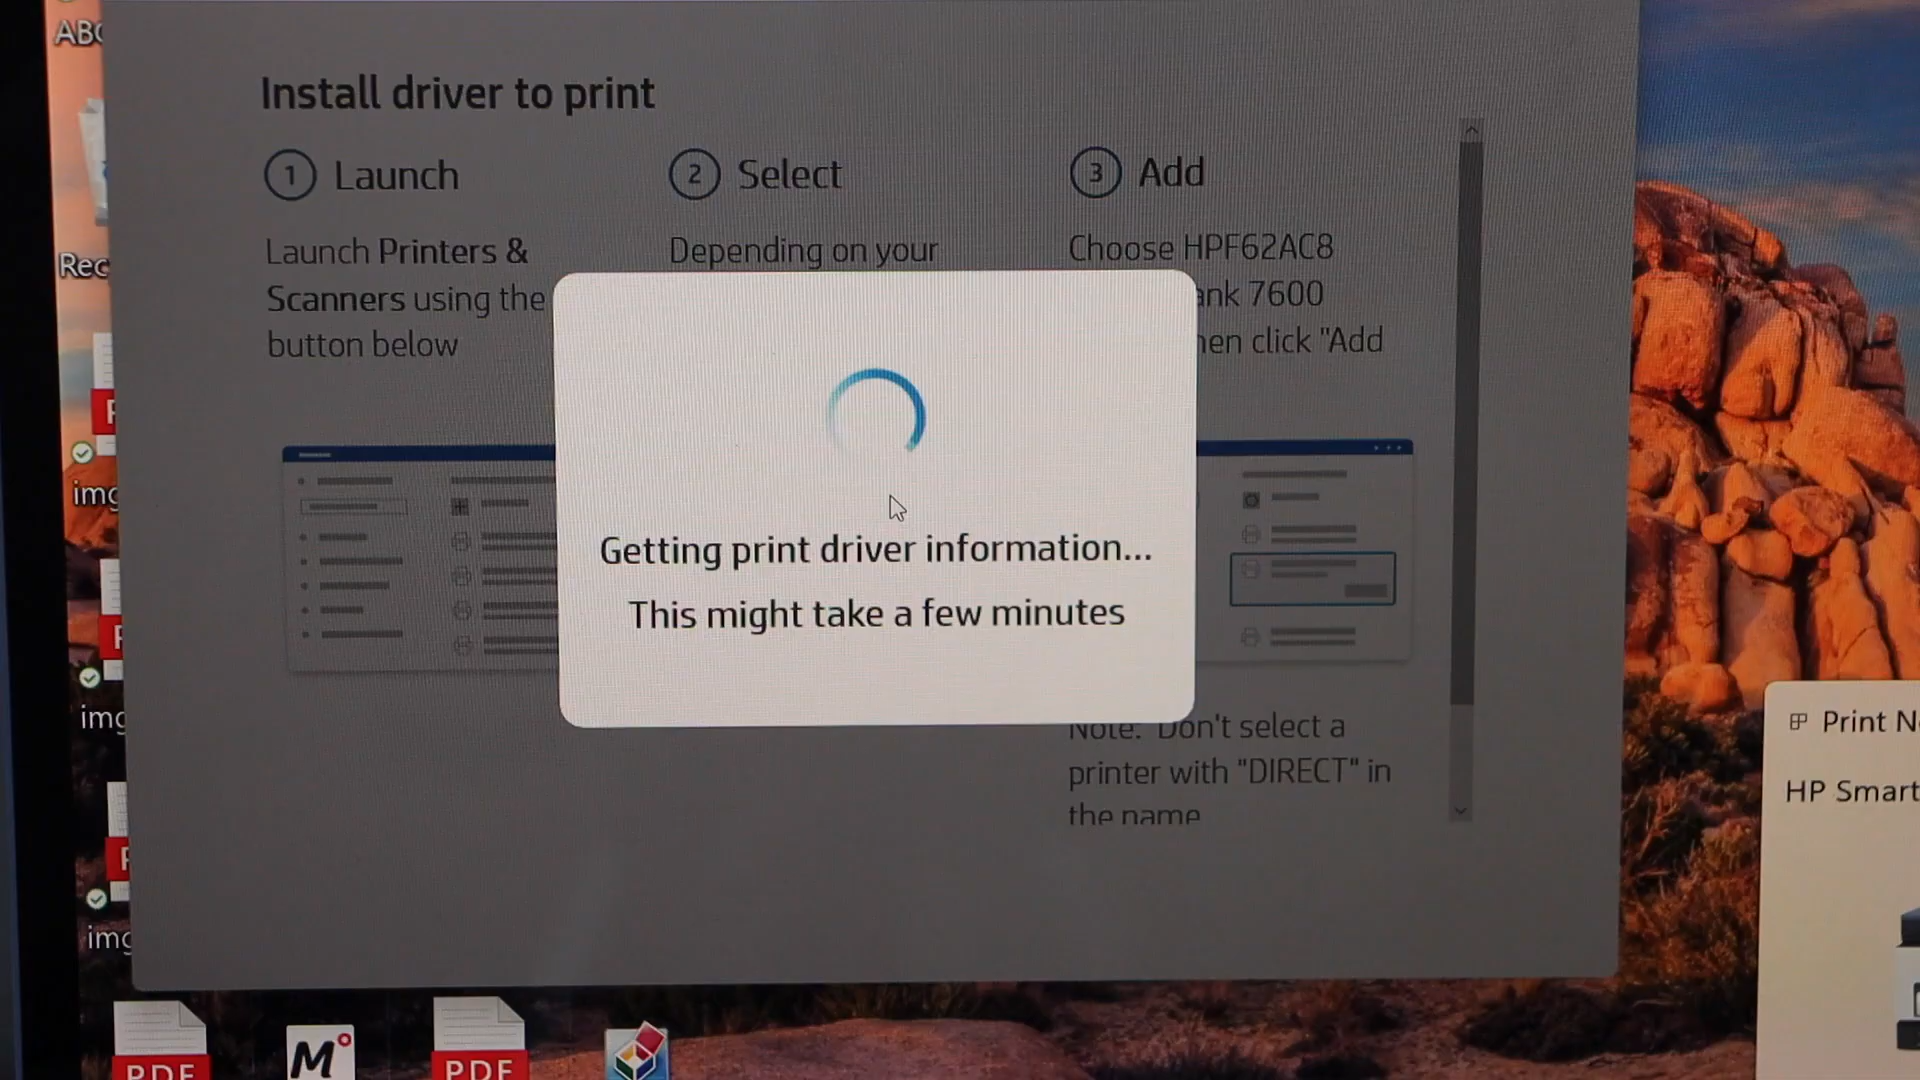 ABC
Install driver to print
1 Launch
Launch Printers &
Scanners using the
button below
2 Select
Depending on your
3 Add
Choose HPF62AC8
ank 7600
hen click "Add
Getting print driver information...
This might take a few minutes
Note: Don't select a
printer with "DIRECT" in
the name
Rec
img
img
img
PDF
M
PDF
Print N
HP Smart